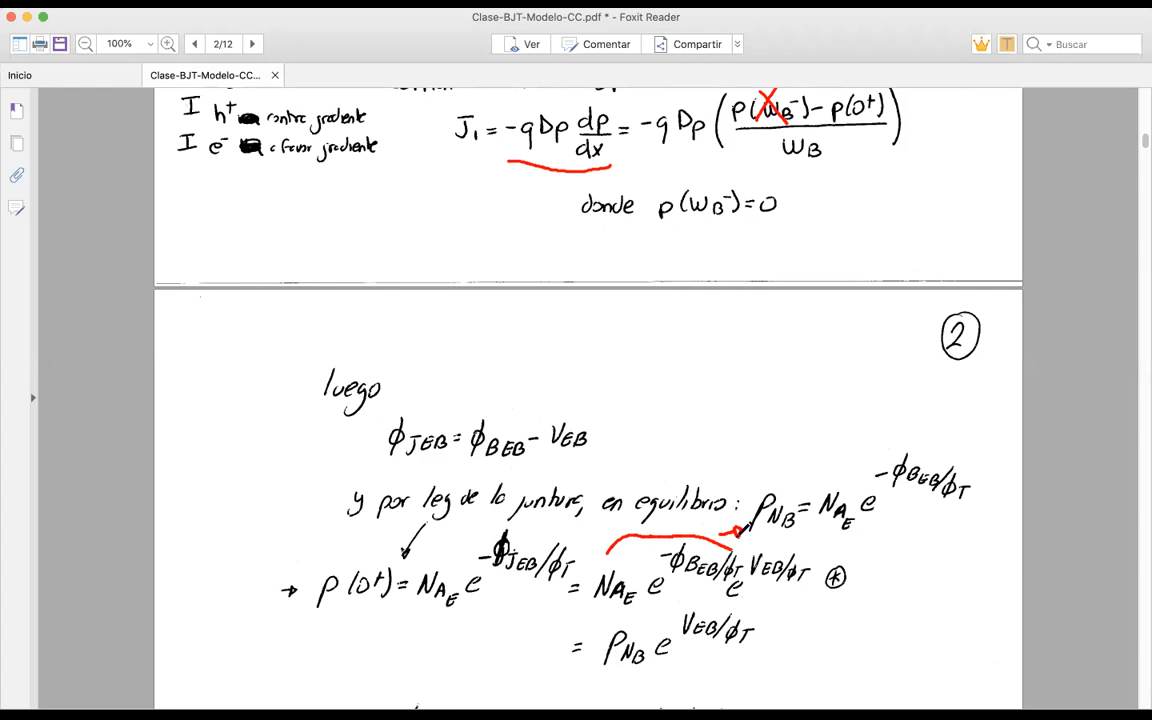 Clase-BJT-Modelo-CC.pdf * - Foxit Reader
100% 2/12 Ver Comentar Compartir Buscar
Inicio Clase-BJT-Modelo-CC...
I h⁺ contra gradiente
I e⁻ a favor gradiente
J₁ = -q Dp dp/dx = -q Dp ( (p(W_B⁻) - p(0⁺)) / W_B )
donde p(W_B⁻) = 0
2
luego
ϕ_JEB = ϕ_BEB - V_EB
y por ley de la juntura, en equilibrio: P_NB = N_AE e^(-ϕ_BEB/ϕ_T)
→ p(0⁺) = N_AE e^(-ϕ_JEB/ϕ_T) = N_AE e^(-ϕ_BEB/ϕ_T) e^(V_EB/ϕ_T) *
= P_NB e^(V_EB/ϕ_T)